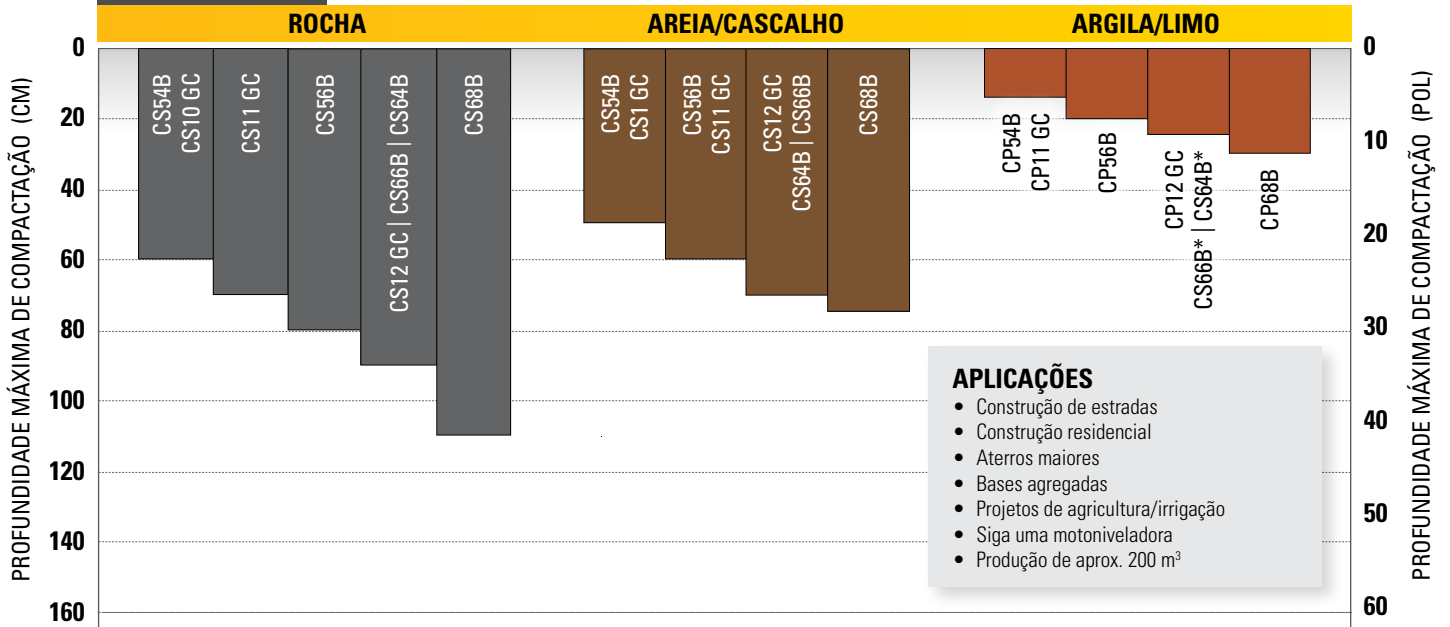 ROCHA
AREIA/CASCALHO
ARGILA/LIMO
PROFUNDIDADE MÁXIMA DE COMPACTAÇÃO (CM)
0
20
40
60
80
100
120
140
160
CS54B
CS10 GC
CS11 GC
CS56B
CS12 GC | CS66B | CS64B
CS68B
CS54B
CS1 GC
CS56B
CS11 GC
CS12 GC
CS64B | CS66B
CS68B
CP54B
CP11 GC
CP56B
CP12 GC
CS66B* | CS64B*
CP68B
APLICAÇÕES
• Construção de estradas
• Construção residencial
• Aterros maiores
• Bases agregadas
• Projetos de agricultura/irrigação
• Siga uma motoniveladora
• Produção de aprox. 200 m³
0
10
20
30
40
50
60
PROFUNDIDADE MÁXIMA DE COMPACTAÇÃO (POL)